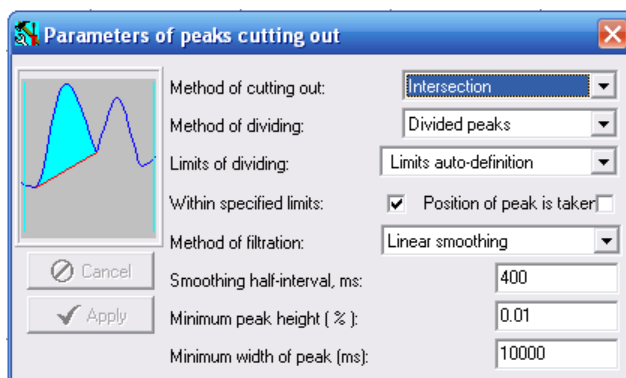 Parameters of peaks cutting out
Method of cutting out: Intersection
Method of dividing: Divided peaks
Limits of dividing: Limits auto-definition
Within specified limits: Position of peak is taken
Method of filtration: Linear smoothing
Cancel
Smoothing half-interval, ms: 400
Apply
Minimum peak height ( % ): 0.01
Minimum width of peak (ms): 10000